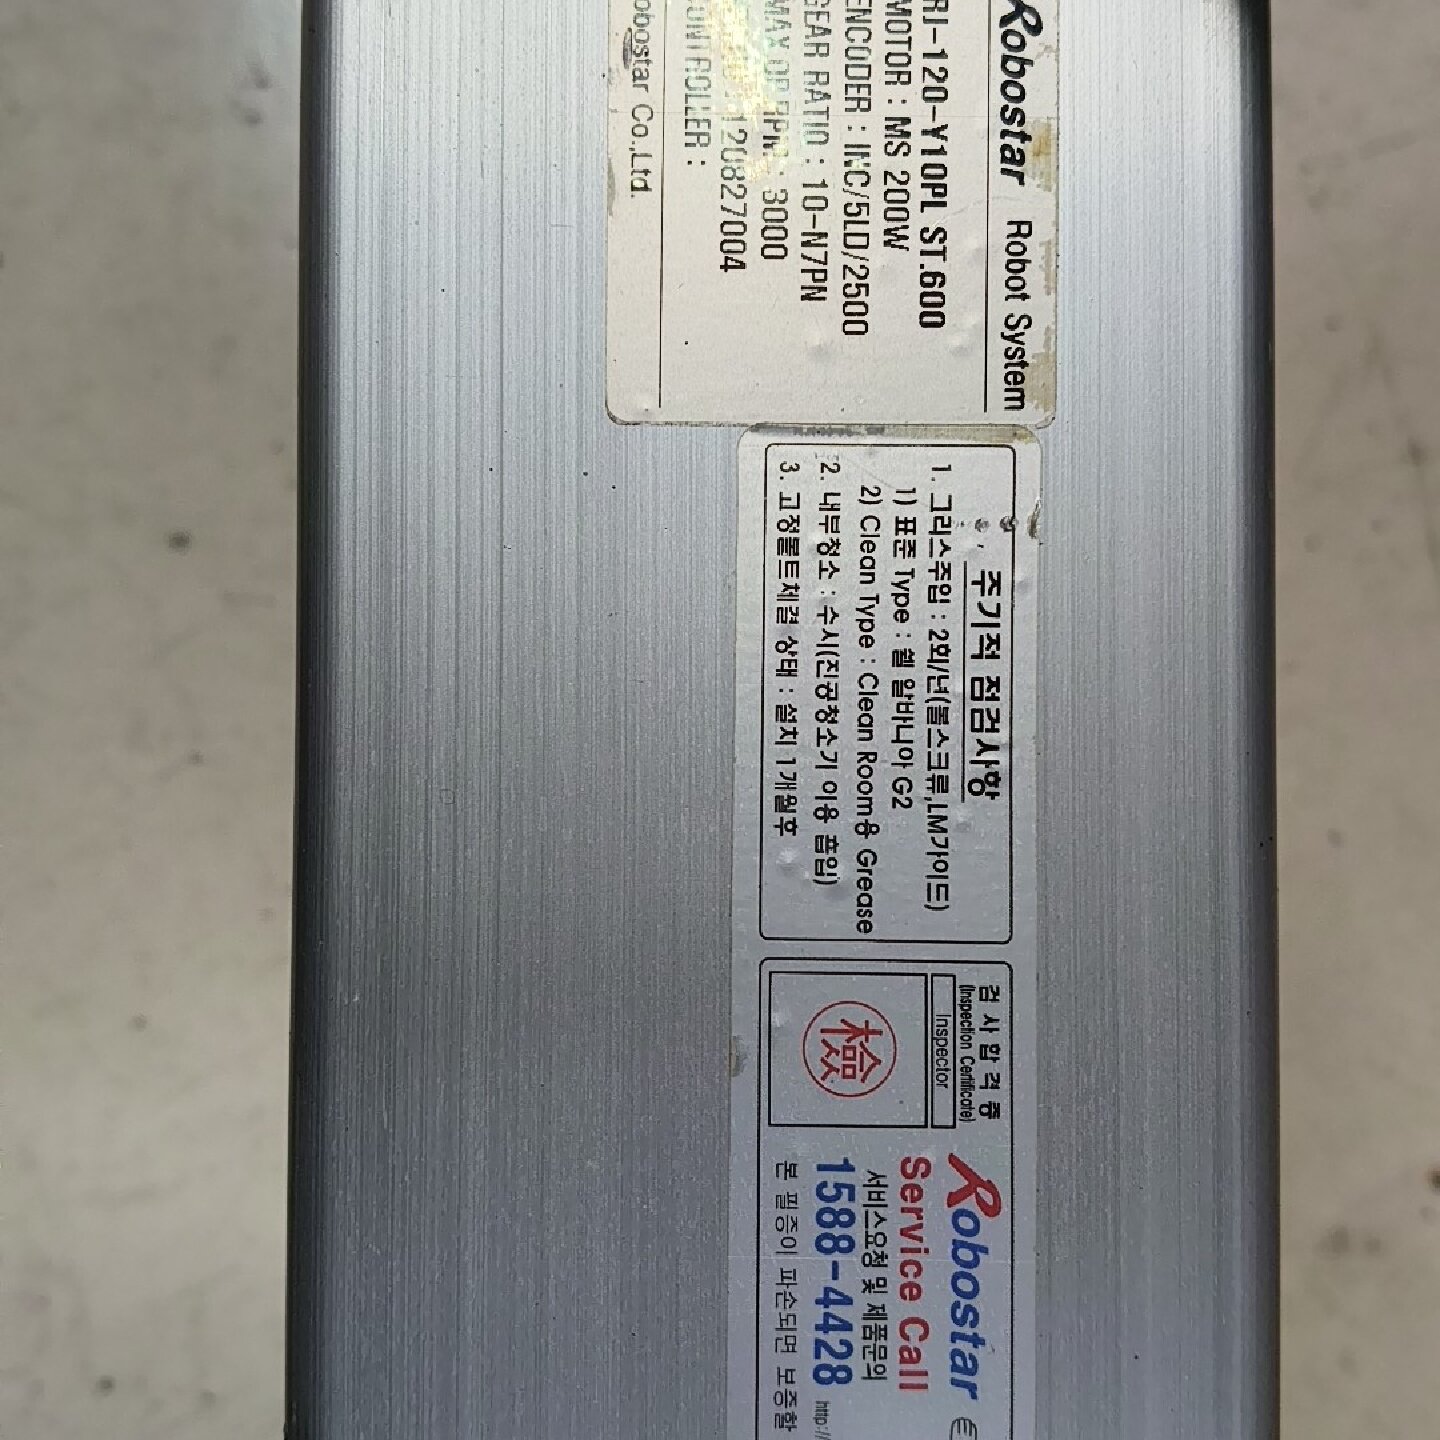 Robostar Robot System
RI-120-Y10PL ST.600
MOTOR : MS 200W
ENCODER : INC/5LD/2500
GEAR RATIO : 10-N7PN
MAX OP RPM : 3000
120827004
CONTROLLER :
obostar Co.,Ltd.
주기적 점검사항
1. 그리스주입 : 2회/년(볼스크류,LM가이드)
1) 표준 Type : 쉘 알바니아 G2
2) Clean Type : Clean Room용 Grease
2. 내부청소 : 수시(진공청소기 이용 흡입)
3. 고정볼트체결 상태 : 설치 1개월후
검사합격증
(Inspection Certificate)
Inspector
檢
Robostar
Service Call
서비스요청 및 제품문의
1588-4428
http://
본 필증이 파손되면 보증할